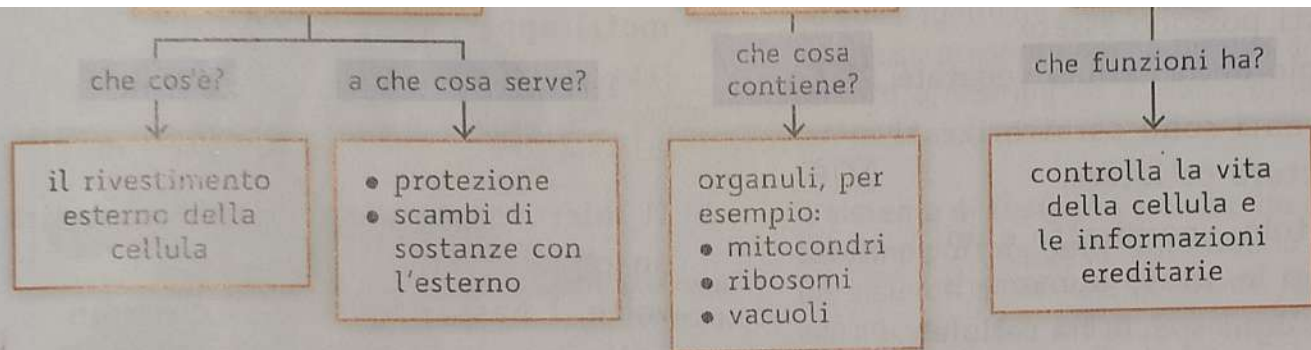 che cos'è?
il rivestimento
esterno della
cellula
a che cosa serve?
• protezione
• scambi di
sostanze con
l'esterno
che cosa
contiene?
organuli, per
esempio:
• mitocondri
• ribosomi
• vacuoli
che funzioni ha?
controlla la vita
della cellula e
le informazioni
ereditarie